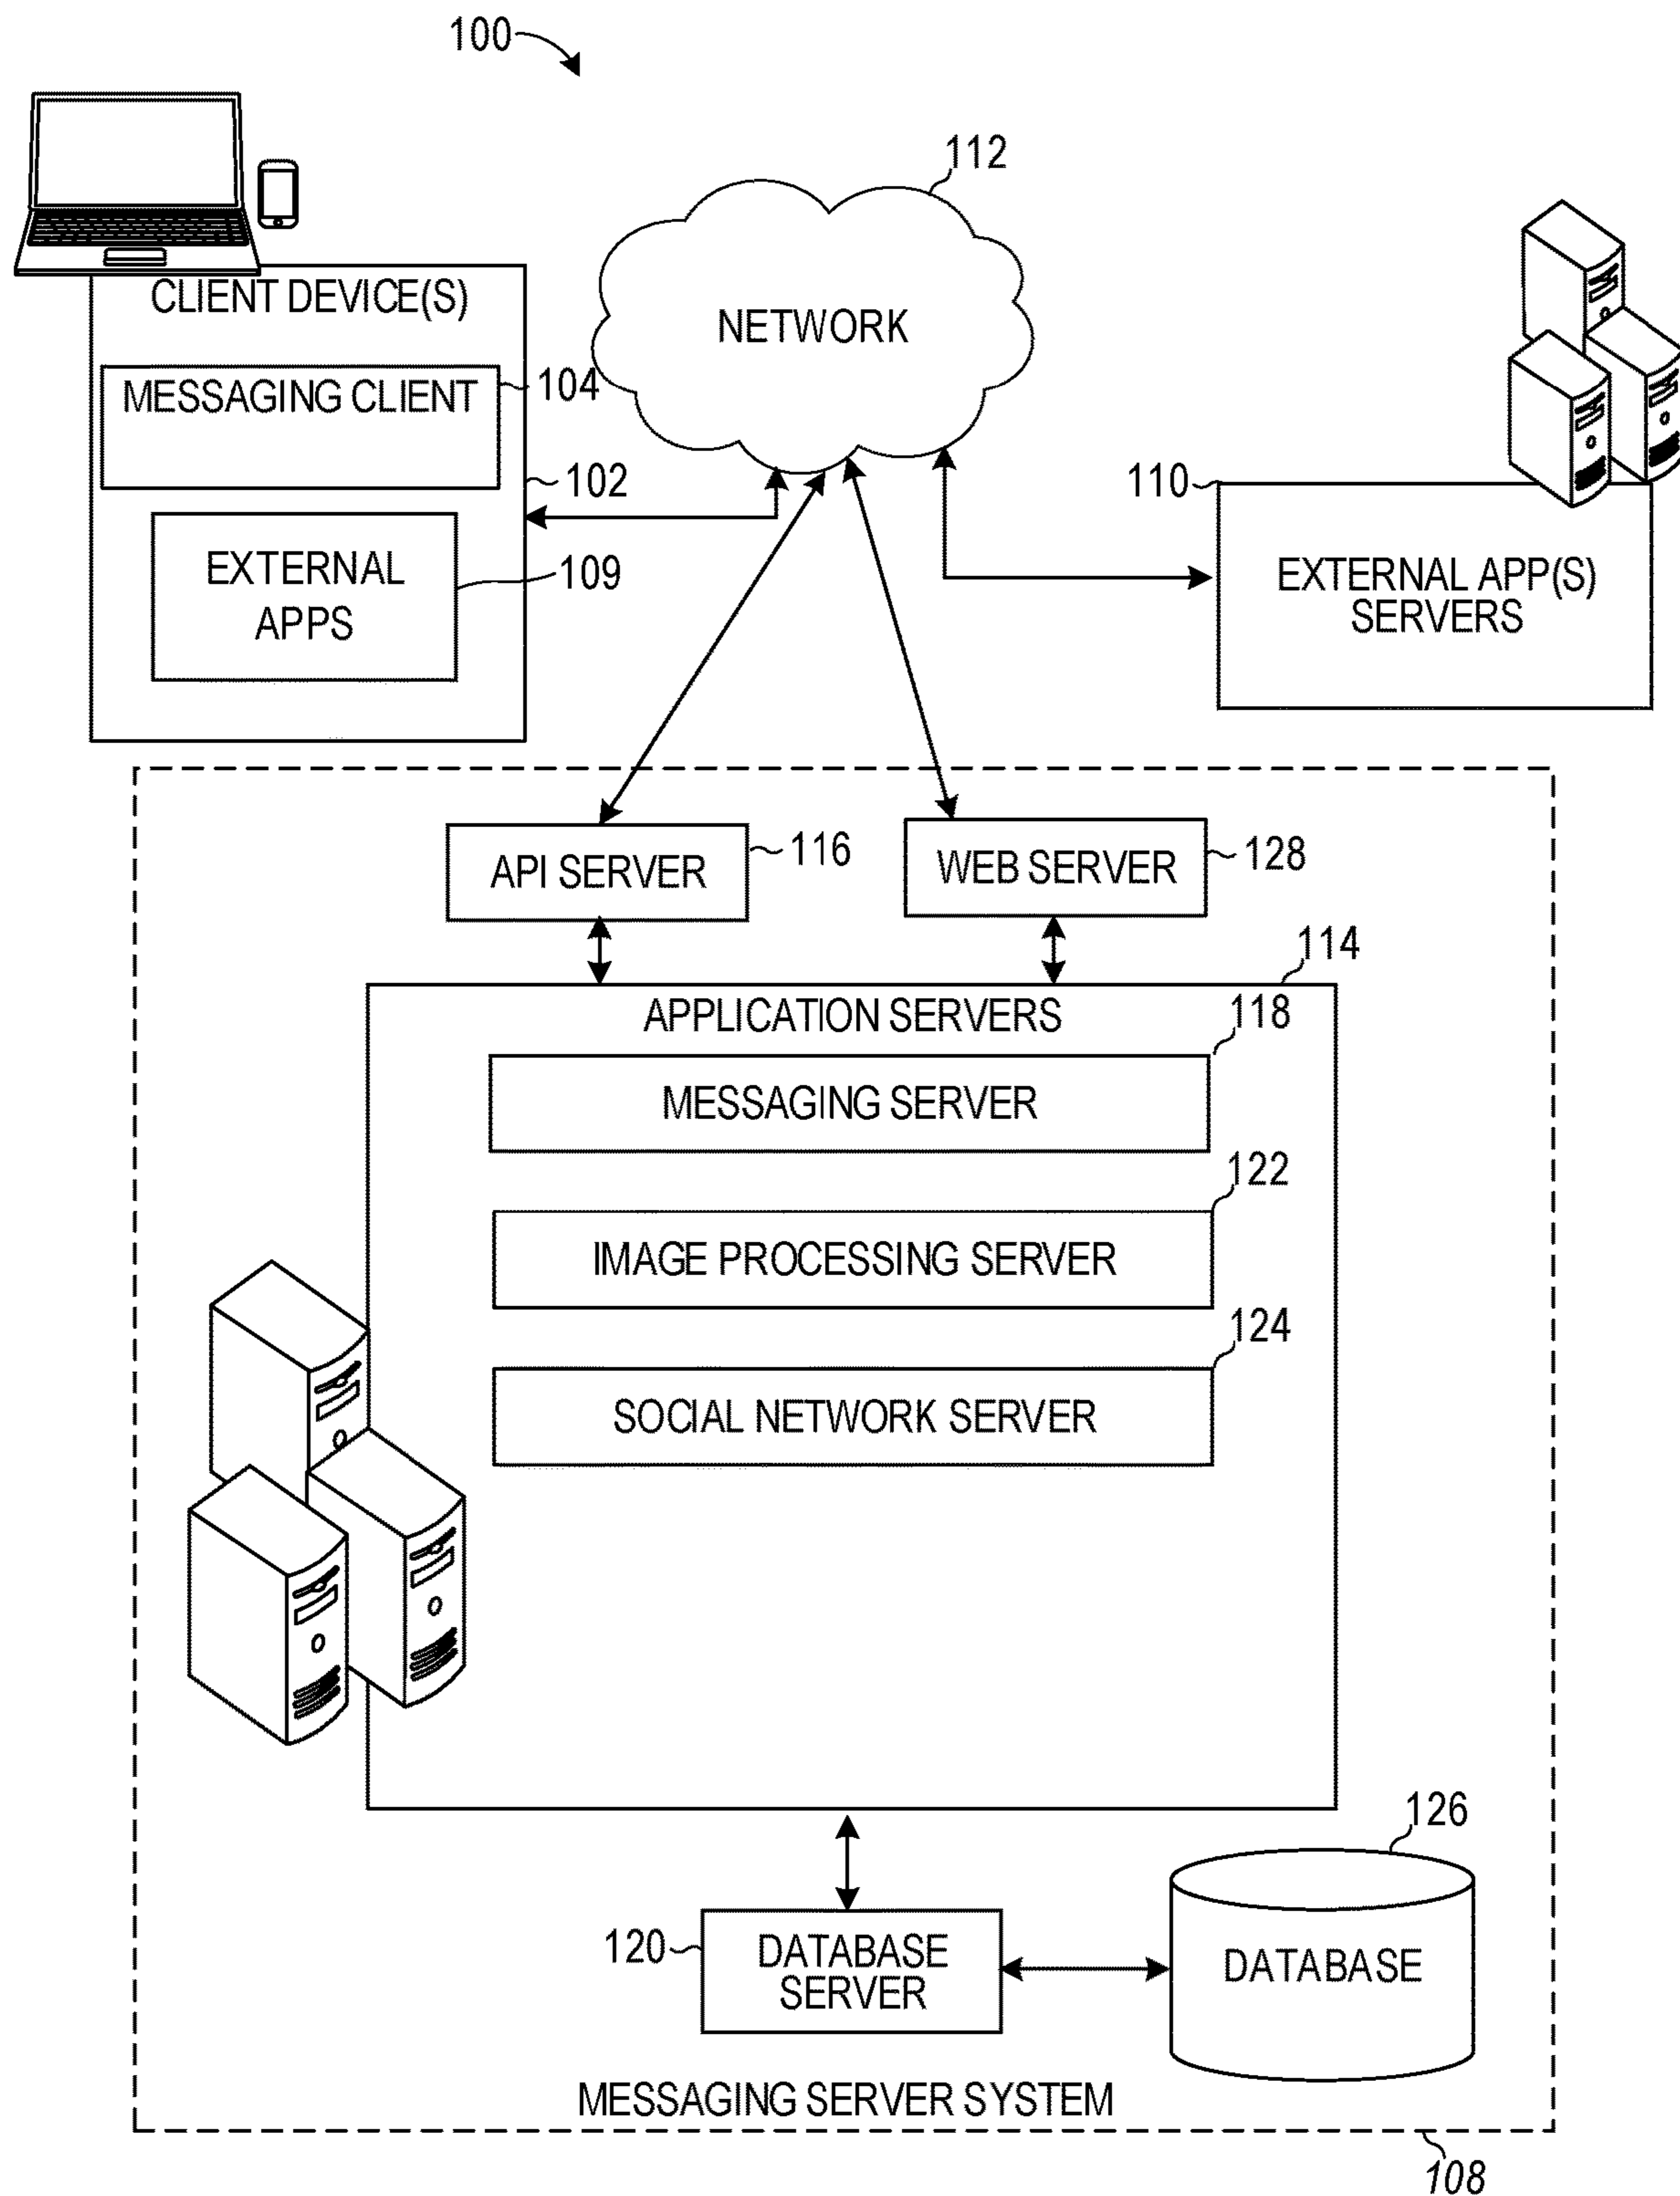 100
112
CLIENT DEVICE(S)
NETWORK
MESSAGING CLIENT
104
102
110
EXTERNAL
APPS
109
EXTERNAL APP(S)
SERVERS
API SERVER
116
WEB SERVER
128
114
APPLICATION SERVERS
118
MESSAGING SERVER
122
IMAGE PROCESSING SERVER
124
SOCIAL NETWORK SERVER
126
120
DATABASE
SERVER
DATABASE
MESSAGING SERVER SYSTEM
108